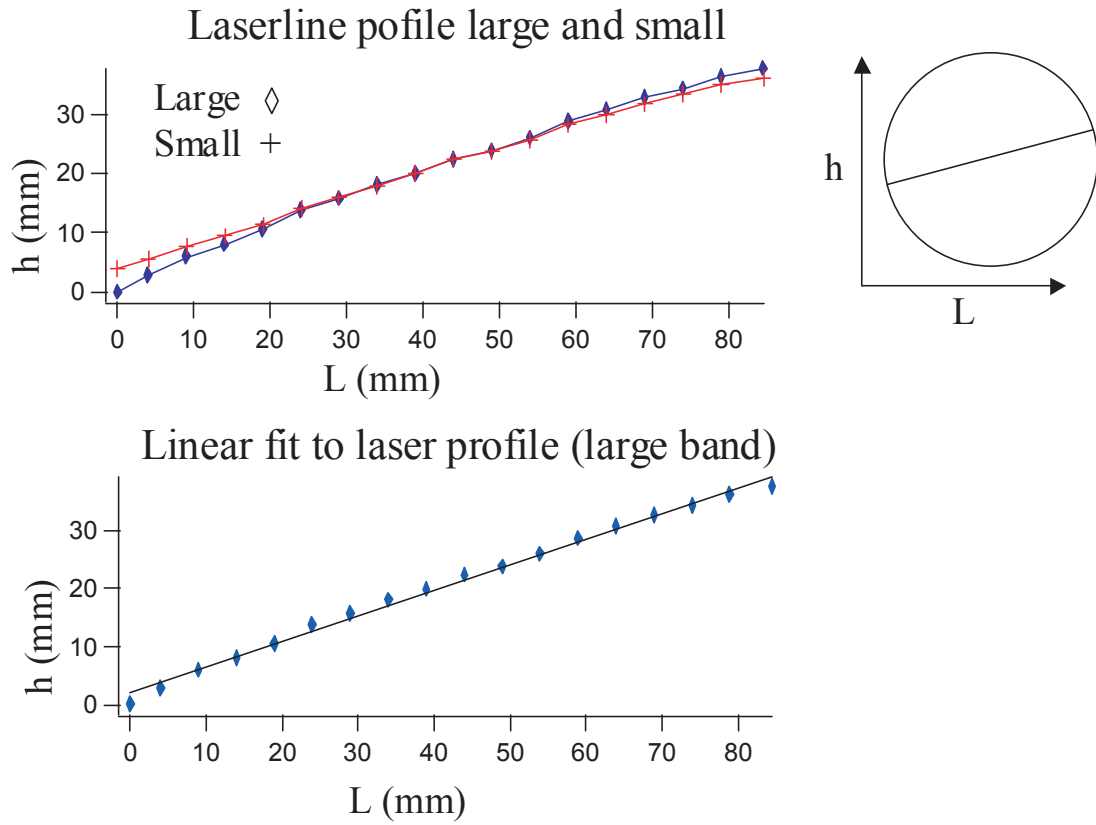 Laserline pofile large and small
Large ◊
Small +
h (mm)
30
20
10
0
0 10 20 30 40 50 60 70 80
L (mm)
h
L
Linear fit to laser profile (large band)
h (mm)
30
20
10
0
0 10 20 30 40 50 60 70 80
L (mm)